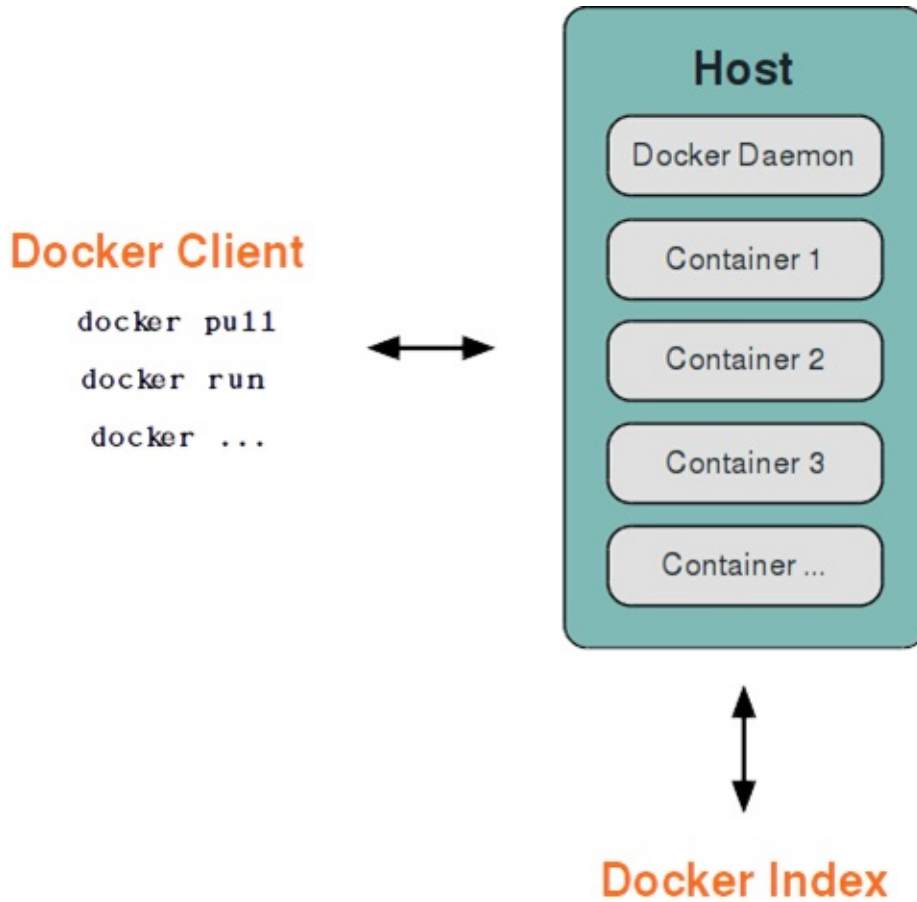 Host
Docker Daemon
Container 1
Container 2
Container 3
Container ...
Docker Client
docker pull
docker run
docker ...
Docker Index